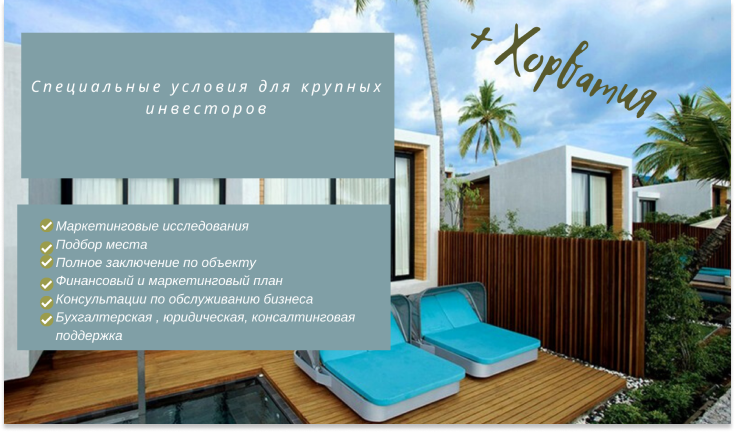 + Хорватия
Специальные условия для крупных
инвесторов
Маркетинговые исследования
Подбор места
Полное заключение по объекту
Финансовый и маркетинговый план
Консультации по обслуживанию бизнеса
Бухгалтерская , юридическая, консалтинговая
поддержка